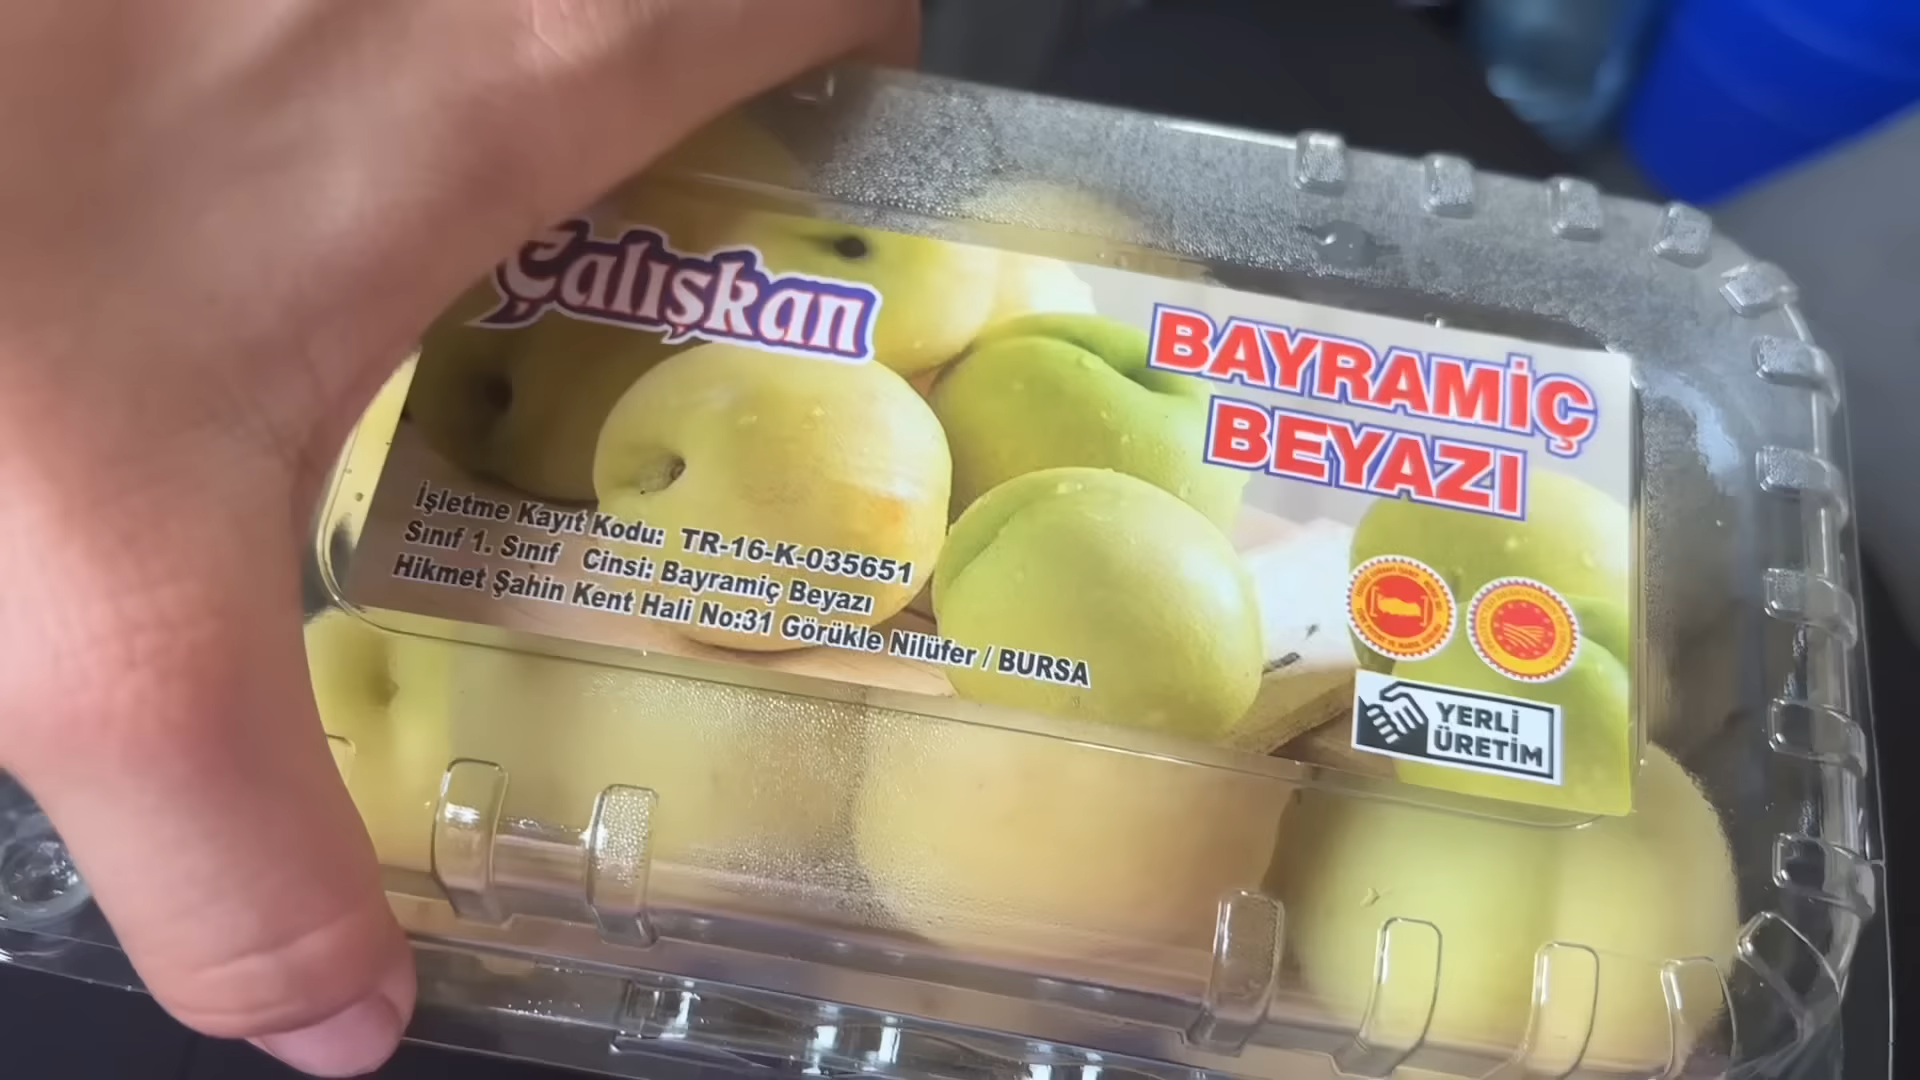 Çalışkan
BAYRAMİÇ
BEYAZI
İşletme Kayıt Kodu: TR-16-K-035651
Sınıf 1. Sınıf Cinsi: Bayramiç Beyazı
Hikmet Şahin Kent Hali No:31 Görükle Nilüfer / BURSA
YERLİ
ÜRETİM